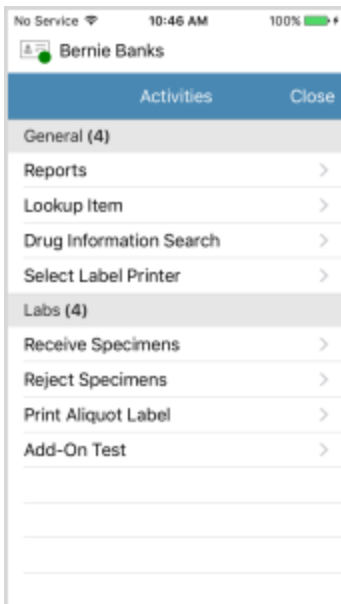 No Service 10:46 AM 100%
Bernie Banks
Activities Close
General (4)
Reports
Lookup Item
Drug Information Search
Select Label Printer
Labs (4)
Receive Specimens
Reject Specimens
Print Aliquot Label
Add-On Test